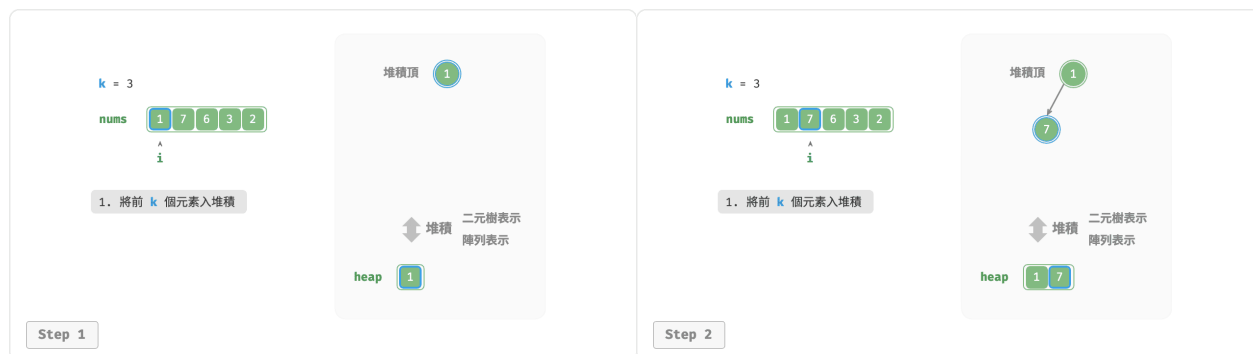 堆積頂 1
k = 3
nums 1 7 6 3 2
i
1. 將前 k 個元素入堆積
堆積 二元樹表示
陣列表示
heap 1
Step 1
堆積頂 1
k = 3
7
nums 1 7 6 3 2
i
1. 將前 k 個元素入堆積
堆積 二元樹表示
陣列表示
heap 1 7
Step 2